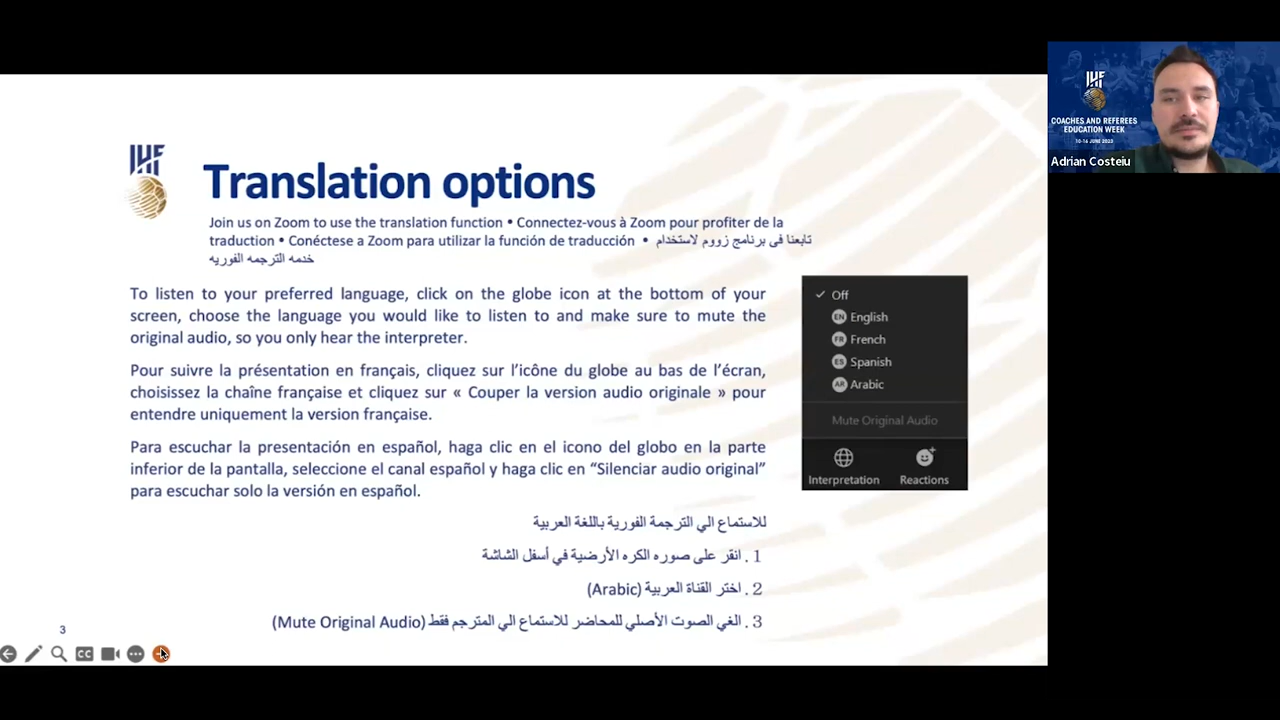 IHF
Translation options
Join us on Zoom to use the translation function • Connectez-vous à Zoom pour profiter de la
traduction • Conéctese a Zoom para utilizar la función de traducción • تابعنا في برنامج زووم لاستخدام
خدمه الترجمه الفوريه
To listen to your preferred language, click on the globe icon at the bottom of your
screen, choose the language you would like to listen to and make sure to mute the
original audio, so you only hear the interpreter.
Pour suivre la présentation en français, cliquez sur l’icône du globe au bas de l’écran,
choisissez la chaîne française et cliquez sur « Couper la version audio originale » pour
entendre uniquement la version française.
Para escuchar la presentación en español, haga clic en el icono del globo en la parte
inferior de la pantalla, seleccione el canal español y haga clic en “Silenciar audio original”
para escuchar solo la versión en español.
للاستماع الي الترجمة الفورية باللغة العربية
1. انقر على صوره الكره الأرضية في أسفل الشاشة
2. اختر القناة العربية (Arabic)
3. الغي الصوت الأصلي للمحاضر للاستماع الي المترجم فقط (Mute Original Audio)
Off
EN English
FR French
ES Spanish
AR Arabic
Mute Original Audio
Interpretation Reactions
3
CC
IHF
COACHES AND REFEREES
EDUCATION WEEK
10-16 JUNE 2023
Adrian Costeiu